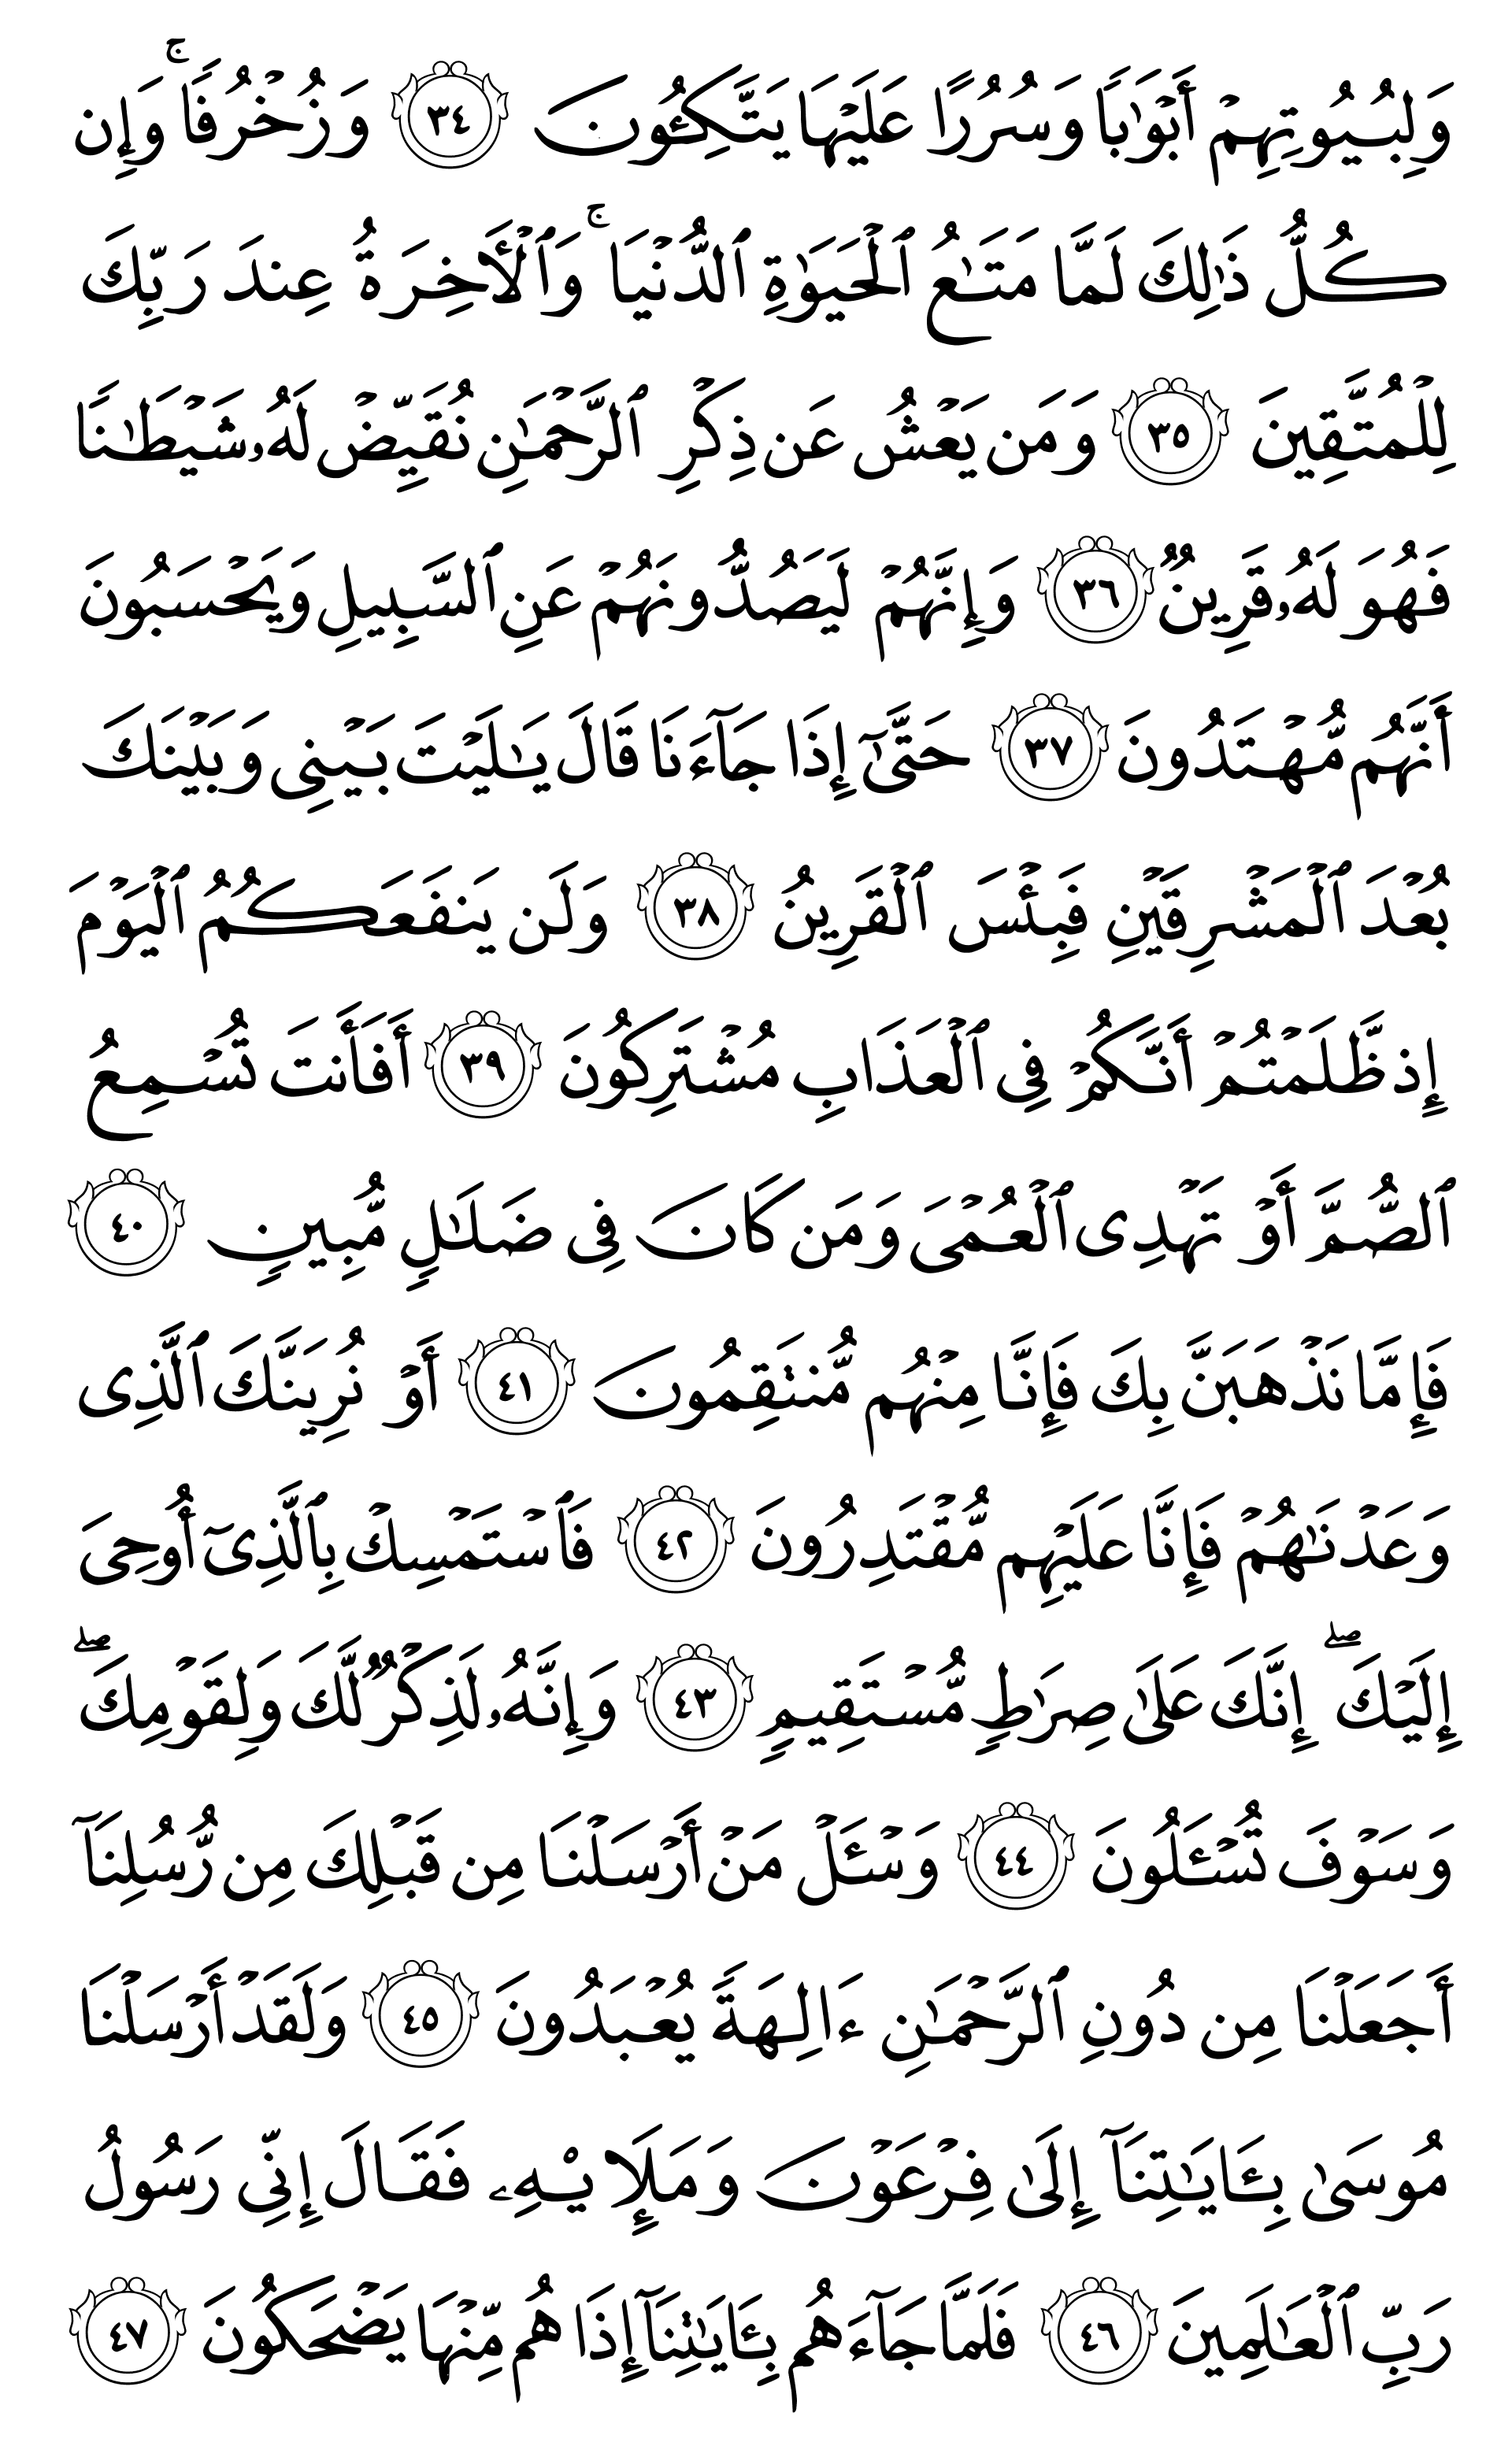 وَلِبُيُوتِهِمۡ أَبۡوَٰبٗا وَسُرُرًا عَلَيۡهَا يَتَّكِـُٔونَ ٣٤ وَزُخۡرُفٗاۚ وَإِن
كُلُّ ذَٰلِكَ لَمَّا مَتَٰعُ ٱلۡحَيَوٰةِ ٱلدُّنۡيَاۚ وَٱلۡأٓخِرَةُ عِندَ رَبِّكَ
لِلۡمُتَّقِينَ ٣٥ وَمَن يَعۡشُ عَن ذِكۡرِ ٱلرَّحۡمَٰنِ نُقَيِّضۡ لَهُۥ شَيۡطَٰنٗا
فَهُوَ لَهُۥ قَرِينٞ ٣٦ وَإِنَّهُمۡ لَيَصُدُّونَهُمۡ عَنِ ٱلسَّبِيلِ وَيَحۡسَبُونَ
أَنَّهُم مُّهۡتَدُونَ ٣٧ حَتَّىٰٓ إِذَا جَآءَنَا قَالَ يَٰلَيۡتَ بَيۡنِي وَبَيۡنَكَ
بُعۡدَ ٱلۡمَشۡرِقَيۡنِ فَبِئۡسَ ٱلۡقَرِينُ ٣٨ وَلَن يَنفَعَكُمُ ٱلۡيَوۡمَ
إِذ ظَّلَمۡتُمۡ أَنَّكُمۡ فِي ٱلۡعَذَابِ مُشۡتَرِكُونَ ٣٩ أَفَأَنتَ تُسۡمِعُ
ٱلصُّمَّ أَوۡ تَهۡدِي ٱلۡعُمۡيَ وَمَن كَانَ فِي ضَلَٰلٖ مُّبِينٖ ٤٠
فَإِمَّا نَذۡهَبَنَّ بِكَ فَإِنَّا مِنۡهُم مُّنتَقِمُونَ ٤١ أَوۡ نُرِيَنَّكَ ٱلَّذِي
وَعَدۡنَٰهُمۡ فَإِنَّا عَلَيۡهِم مُّقۡتَدِرُونَ ٤٢ فَٱسۡتَمۡسِكۡ بِٱلَّذِيٓ أُوحِيَ
إِلَيۡكَۖ إِنَّكَ عَلَىٰ صِرَٰطٖ مُّسۡتَقِيمٖ ٤٣ وَإِنَّهُۥ لَذِكۡرٞ لَّكَ وَلِقَوۡمِكَۖ
وَسَوۡفَ تُسۡـَٔلُونَ ٤٤ وَسۡـَٔلۡ مَنۡ أَرۡسَلۡنَا مِن قَبۡلِكَ مِن رُّسُلِنَآ
أَجَعَلۡنَا مِن دُونِ ٱلرَّحۡمَٰنِ ءَالِهَةٗ يُعۡبَدُونَ ٤٥ وَلَقَدۡ أَرۡسَلۡنَا
مُوسَىٰ بِـَٔايَٰتِنَآ إِلَىٰ فِرۡعَوۡنَ وَمَلَإِيْهِۦ فَقَالَ إِنِّي رَسُولُ
رَبِّ ٱلۡعَٰلَمِينَ ٤٦ فَلَمَّا جَآءَهُم بِـَٔايَٰتِنَآ إِذَا هُم مِّنۡهَا يَضۡحَكُونَ ٤٧